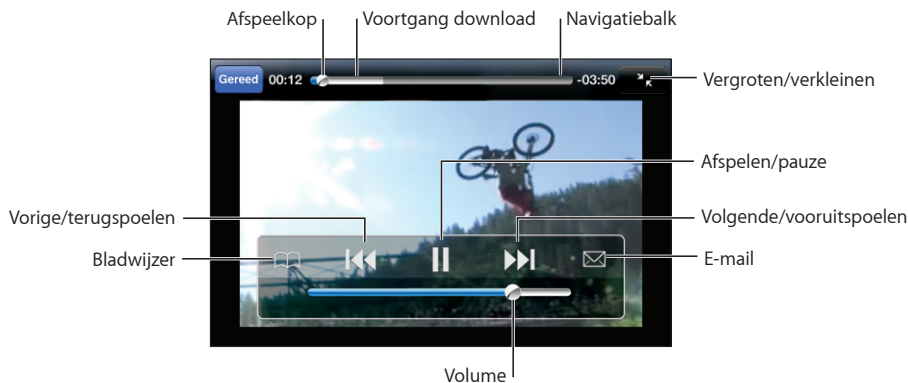 Afspeelkop
Voortgang download
Navigatiebalk
Gereed
00:12
-03:50
Vergroten/verkleinen
Afspelen/pauze
Vorige/terugspoelen
Volgende/vooruitspoelen
Bladwijzer
E-mail
Volume